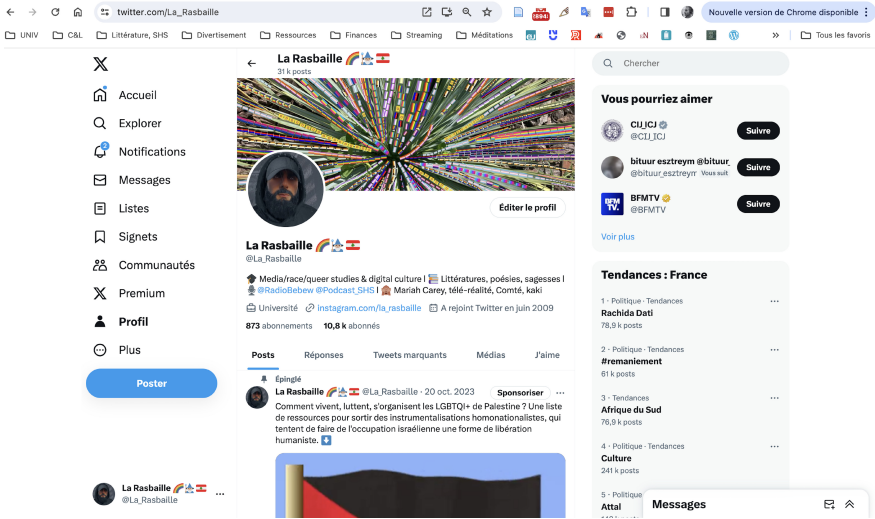 twitter.com/La_Rasbaille
(894)
Nouvelle version de Chrome disponible
UNIV
C&L
Littérature, SHS
Divertisement
Ressources
Finances
Streaming
Méditations
Tous les favoris
Accueil
Explorer
2
Notifications
Messages
Listes
Signets
Communautés
Premium
Profil
Plus
Poster
La Rasbaille
@La_Rasbaille
La Rasbaille
31 k posts
Éditer le profil
La Rasbaille
@La_Rasbaille
Media/race/queer studies & digital culture I Littératures, poésies, sagesses I
@RadioBebew @Podcast_SHS I Mariah Carey, télé-réalité, Comté, kaki
Université instagram.com/la_rasbaille A rejoint Twitter en juin 2009
873 abonnements 10,8 k abonnés
Posts Réponses Tweets marquants Médias J'aime
Épinglé
La Rasbaille @La_Rasbaille · 20 oct. 2023 Sponsoriser
Comment vivent, luttent, s'organisent les LGBTQI+ de Palestine ? Une liste
de ressources pour sortir des instrumentalisations homonationalistes, qui
tentent de faire de l'occupation israélienne une forme de libération
humaniste.
Chercher
Vous pourriez aimer
CIJ_ICJ
@CIJ_ICJ
Suivre
bituur esztreym @bituur_
@bituur_esztreym Vous suit
Suivre
BFM
TV.
BFMTV
@BFMTV
Suivre
Voir plus
Tendances : France
1 · Politique · Tendances
Rachida Dati
78,9 k posts
2 · Politique · Tendances
#remaniement
61 k posts
3 · Tendances
Afrique du Sud
76,9 k posts
4 · Politique · Tendances
Culture
241 k posts
5 · Politique
Attal
Messages